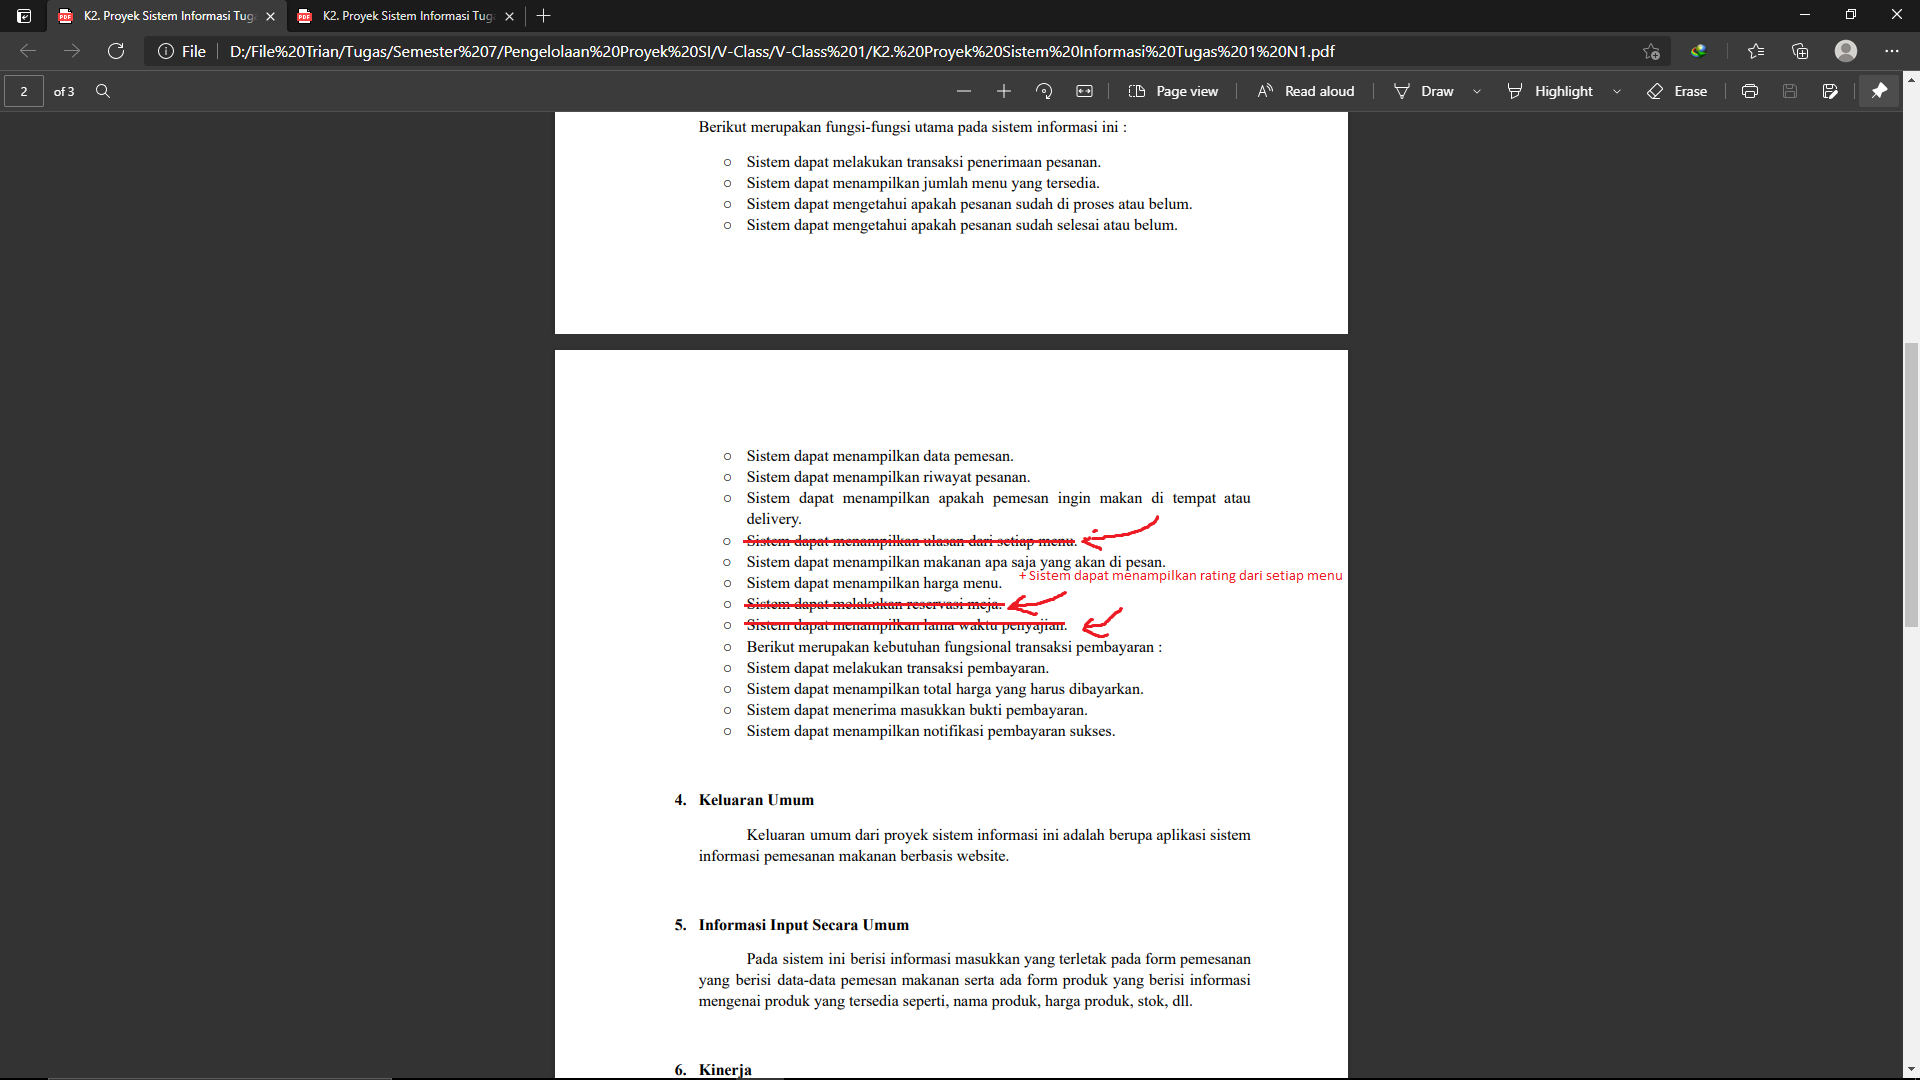 K2. Proyek Sistem Informasi Tug
K2. Proyek Sistem Informasi Tug
File
D:/File%20Trian/Tugas/Semester%207/Pengelolaan%20Proyek%20SI/V-Class/V-Class%201/K2.%20Proyek%20Sistem%20Informasi%20Tugas%201%20N1.pdf
2 of 3
Page view
Read aloud
Draw
Highlight
Erase
Berikut merupakan fungsi-fungsi utama pada sistem informasi ini :
○ Sistem dapat melakukan transaksi penerimaan pesanan.
○ Sistem dapat menampilkan jumlah menu yang tersedia.
○ Sistem dapat mengetahui apakah pesanan sudah di proses atau belum.
○ Sistem dapat mengetahui apakah pesanan sudah selesai atau belum.
○ Sistem dapat menampilkan data pemesan.
○ Sistem dapat menampilkan riwayat pesanan.
○ Sistem dapat menampilkan apakah pemesan ingin makan di tempat atau
delivery.
○ Sistem dapat menampilkan ulasan dari setiap menu.
○ Sistem dapat menampilkan makanan apa saja yang akan di pesan.
+ Sistem dapat menampilkan rating dari setiap menu
○ Sistem dapat menampilkan harga menu.
○ Sistem dapat melakukan reservasi meja.
○ Sistem dapat menampilkan lama waktu penyajian.
○ Berikut merupakan kebutuhan fungsional transaksi pembayaran :
○ Sistem dapat melakukan transaksi pembayaran.
○ Sistem dapat menampilkan total harga yang harus dibayarkan.
○ Sistem dapat menerima masukkan bukti pembayaran.
○ Sistem dapat menampilkan notifikasi pembayaran sukses.
4. Keluaran Umum
Keluaran umum dari proyek sistem informasi ini adalah berupa aplikasi sistem
informasi pemesanan makanan berbasis website.
5. Informasi Input Secara Umum
Pada sistem ini berisi informasi masukkan yang terletak pada form pemesanan
yang berisi data-data pemesan makanan serta ada form produk yang berisi informasi
mengenai produk yang tersedia seperti, nama produk, harga produk, stok, dll.
6. Kinerja